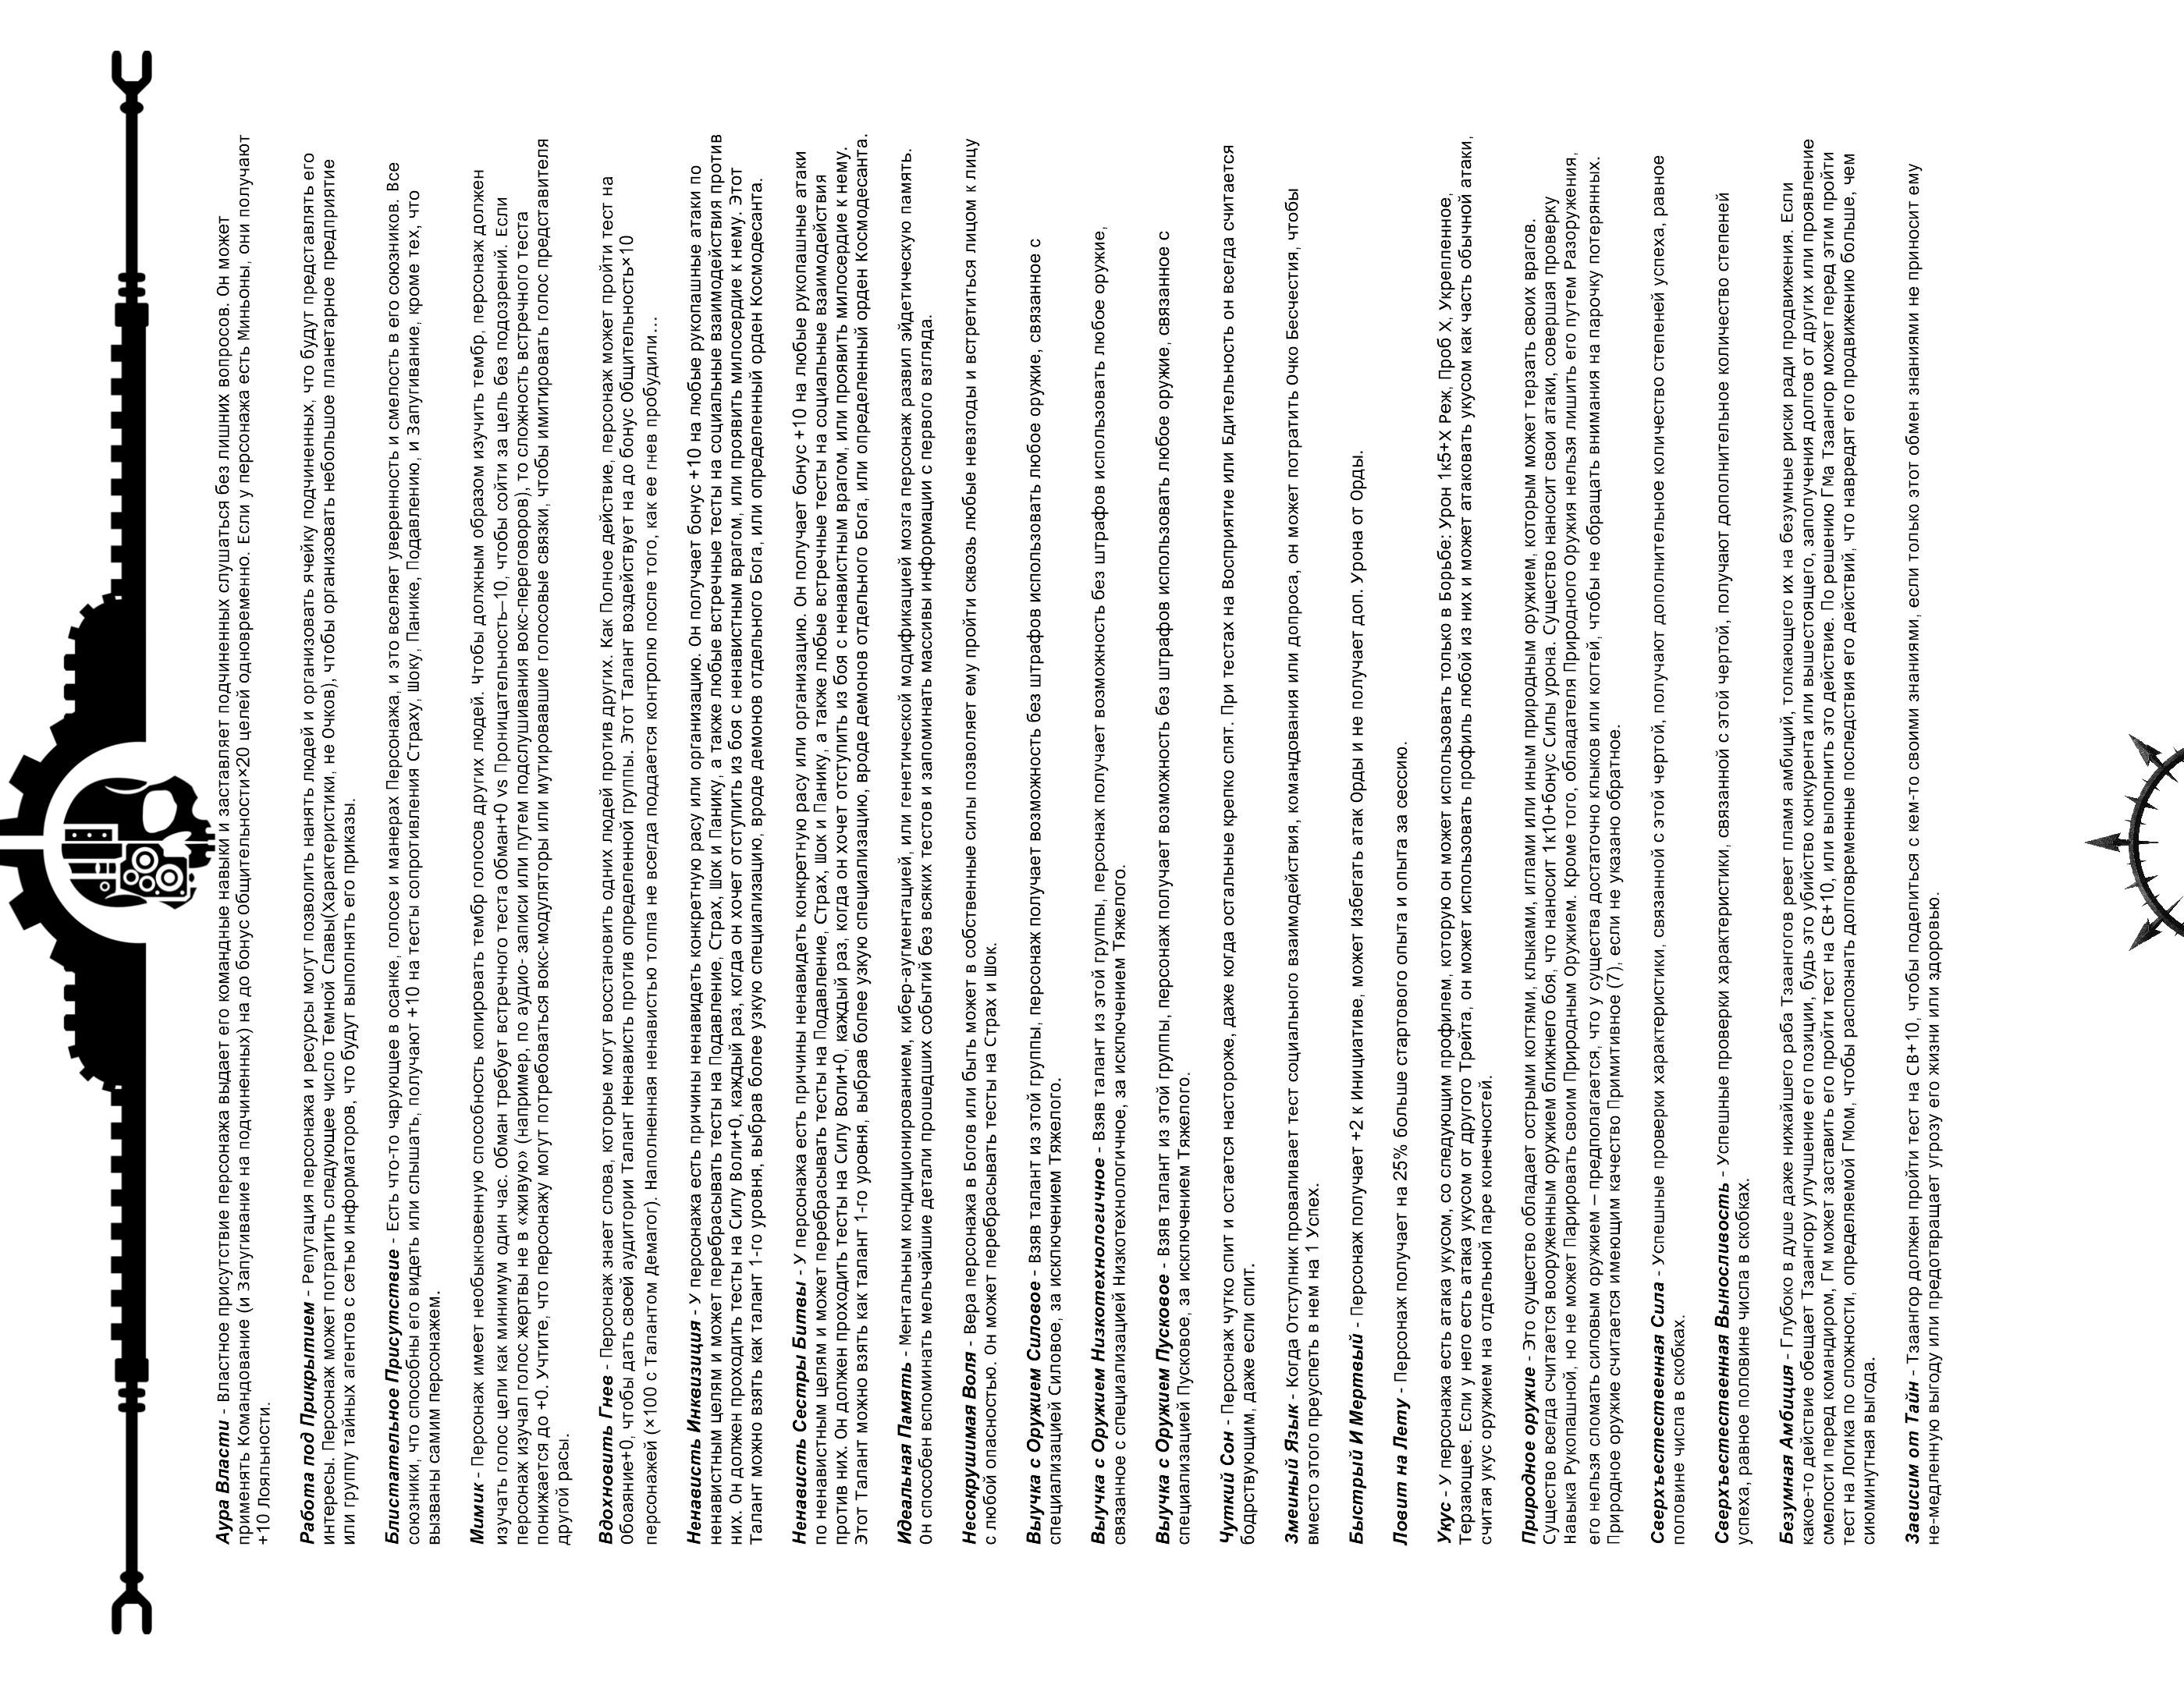 Аура Власти - Властное присутствие персонажа выдает его командные навыки и заставляет подчиненных слушаться без лишних вопросов. Он может
применять Командование (и Запугивание на подчиненных) на до бонус Общительности×20 целей одновременно. Если у персонажа есть Миньоны, они получают
+10 Лояльности.
Работа под Прикрытием - Репутация персонажа и ресурсы могут позволить нанять людей и организовать ячейку подчиненных, что будут представлять его
интересы. Персонаж может потратить следующее число Темной Славы(Характеристики, не Очков), чтобы организовать небольшое планетарное предприятие
или группу тайных агентов с сетью информаторов, что будут выполнять его приказы.
Блистательное Присутствие - Есть что-то чарующее в осанке, голосе и манерах Персонажа, и это вселяет уверенность и смелость в его союзников. Все
союзники, что способны его видеть или слышать, получают +10 на тесты сопротивления Страху, Шоку, Панике, Подавлению, и Запугивание, кроме тех, что
вызваны самим персонажем.
Мимик - Персонаж имеет необыкновенную способность копировать тембр голосов других людей. Чтобы должным образом изучить тембр, персонаж должен
изучать голос цели как минимум один час. Обман требует встречного теста Обман+0 vs Проницательность–10, чтобы сойти за цель без подозрений. Если
персонаж изучал голос жертвы не в «живую» (например, по аудио- записи или путем подслушивания вокс-переговоров), то сложность встречного теста
понижается до +0. Учтите, что персонажу могут потребоваться вокс-модуляторы или мутировавшие голосовые связки, чтобы имитировать голос представителя
другой расы.
Вдохновить Гнев - Персонаж знает слова, которые могут восстановить одних людей против других. Как Полное действие, персонаж может пройти тест на
Обоаяние+0, чтобы дать своей аудитории Талант Ненависть против определенной группы. Этот Талант воздействует на до бонус Общительность×10
персонажей (×100 с Талантом Демагог). Наполненная ненавистью толпа не всегда поддается контролю после того, как ее гнев пробудили…
Ненависть Инквизиция - У персонажа есть причины ненавидеть конкретную расу или организацию. Он получает бонус +10 на любые рукопашные атаки по
ненавистным целям и может перебрасывать тесты на Подавление, Страх, Шок и Панику, а также любые встречные тесты на социальные взаимодействия против
них. Он должен проходить тесты на Силу Воли+0, каждый раз, когда он хочет отступить из боя с ненавистным врагом, или проявить милосердие к нему. Этот
Талант можно взять как талант 1-го уровня, выбрав более узкую специализацию, вроде демонов отдельного Бога, или определенный орден Космодесанта.
Ненависть Сестры Битвы - У персонажа есть причины ненавидеть конкретную расу или организацию. Он получает бонус +10 на любые рукопашные атаки
по ненавистным целям и может перебрасывать тесты на Подавление, Страх, Шок и Панику, а также любые встречные тесты на социальные взаимодействия
против них. Он должен проходить тесты на Силу Воли+0, каждый раз, когда он хочет отступить из боя с ненавистным врагом, или проявить милосердие к нему.
Этот Талант можно взять как талант 1-го уровня, выбрав более узкую специализацию, вроде демонов отдельного Бога, или определенный орден Космодесанта.
Идеальная Память - Ментальным кондиционированием, кибер-аугментацией, или генетической модификацией мозга персонаж развил эйдетическую память.
Он способен вспоминать мельчайшие детали прошедших событий без всяких тестов и запоминать массивы информации с первого взгляда.
Несокрушимая Воля - Вера персонажа в Богов или быть может в собственные силы позволяет ему пройти сквозь любые невзгоды и встретиться лицом к лицу
с любой опасностью. Он может перебрасывать тесты на Страх и Шок.
Выучка с Оружием Силовое - Взяв талант из этой группы, персонаж получает возможность без штрафов использовать любое оружие, связанное с
специализацией Силовое, за исключением Тяжелого.
Выучка с Оружием Низкотехнологичное - Взяв талант из этой группы, персонаж получает возможность без штрафов использовать любое оружие,
связанное с специализацией Низкотехнологичное, за исключением Тяжелого.
Выучка с Оружием Пусковое - Взяв талант из этой группы, персонаж получает возможность без штрафов использовать любое оружие, связанное с
специализацией Пусковое, за исключением Тяжелого.
Чуткий Сон - Персонаж чутко спит и остается настороже, даже когда остальные крепко спят. При тестах на Восприятие или Бдительность он всегда считается
бодрствующим, даже если спит.
Змеиный Язык - Когда Отступник проваливает тест социального взаимодействия, командования или допроса, он может потратить Очко Бесчестия, чтобы
вместо этого преуспеть в нем на 1 Успех.
Быстрый И Мертвый - Персонаж получает +2 к инициативе, может Избегать атак Орды и не получает доп. Урона от Орды.
Ловит на Лету - Персонаж получает на 25% больше стартового опыта и опыта за сессию.
Укус - У персонажа есть атака укусом, со следующим профилем, которую он может использовать только в Борьбе: Урон 1к5+X Реж, Проб X, Укрепленное,
Терзающее. Если у него есть атака укусом от другого Трейта, он может использовать профиль любой из них и может атаковать укусом как часть обычной атаки,
считая укус оружием на отдельной паре конечностей.
Природное оружие - Это существо обладает острыми когтями, клыками, иглами или иным природным оружием, которым может терзать своих врагов.
Существо всегда считается вооруженным оружием ближнего боя, что наносит 1к10+бонус Силы урона. Существо наносит свои атаки, совершая проверку
навыка Рукопашной, но не может Парировать своим Природным Оружием. Кроме того, обладателя Природного Оружия нельзя лишить его путем Разоружения,
его нельзя сломать силовым оружием – предполагается, что у существа достаточно клыков или когтей, чтобы не обращать внимания на парочку потерянных.
Природное оружие считается имеющим качество Примитивное (7), если не указано обратное.
Сверхъестественная Сила - Успешные проверки характеристики, связанной с этой чертой, получают дополнительное количество степеней успеха, равное
половине числа в скобках.
Сверхъестественная Выносливость - Успешные проверки характеристики, связанной с этой чертой, получают дополнительное количество степеней
успеха, равное половине числа в скобках.
Безумная Амбиция - Глубоко в душе даже нижайшего раба Тзаангоров ревет пламя амбиций, толкающего их на безумные риски ради продвижения. Если
какое-то действие обещает Тзаангору улучшение его позиции, будь это убийство конкурента или вышестоящего, заполучения долгов от других или проявление
смелости перед командиром, Гм может заставить его пройти тест на СВ+10, или выполнить это действие. По решению ГМа Тзаангор может перед этим пройти
тест на Логика по сложности, определяемой ГМом, чтобы распознать долговременные последствия его действий, что навредят его продвижению больше, чем
сиюминутная выгода.
Зависим от Тайн - Тзаангор должен пройти тест на СВ+10, чтобы поделиться с кем-то своими знаниями, если только этот обмен знаниями не приносит ему
не-медленную выгоду или предотвращает угрозу его жизни или здоровью.